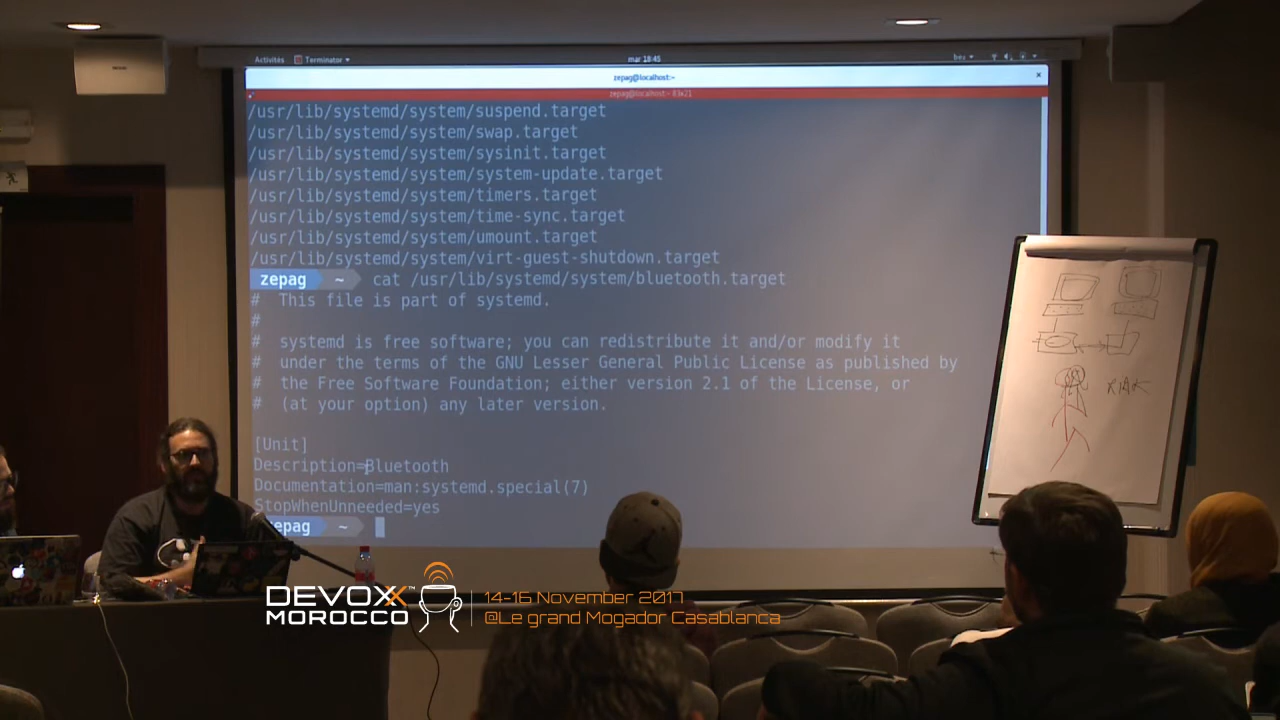 Activités Terminator mar 18:45 bés
zepag@localhost:~
zepag@localhost:~ 83x21
/usr/lib/systemd/system/suspend.target
/usr/lib/systemd/system/swap.target
/usr/lib/systemd/system/sysinit.target
/usr/lib/systemd/system/system-update.target
/usr/lib/systemd/system/timers.target
/usr/lib/systemd/system/time-sync.target
/usr/lib/systemd/system/umount.target
/usr/lib/systemd/system/virt-guest-shutdown.target
zepag ~ cat /usr/lib/systemd/system/bluetooth.target
# This file is part of systemd.
#
# systemd is free software; you can redistribute it and/or modify it
# under the terms of the GNU Lesser General Public License as published by
# the Free Software Foundation; either version 2.1 of the License, or
# (at your option) any later version.
[Unit]
Description=Bluetooth
Documentation=man:systemd.special(7)
StopWhenUnneeded=yes
zepag ~
DEVOXX™
MOROCCO
14-16 November 2017
@Le grand Mogador Casablanca